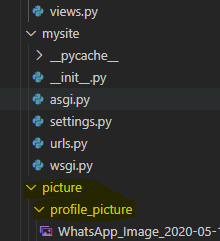 views.py
mysite
__pycache__
__init__.py
asgi.py
settings.py
urls.py
wsgi.py
picture
profile_picture
WhatsApp_Image_2020-05-1